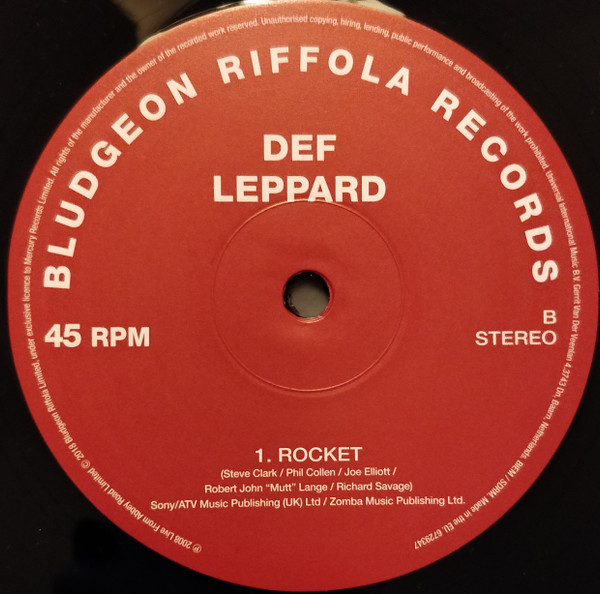 ℗ 2008 Live From Abbey Road Limited © 2018 Bludgeon Riffola Limited, under exclusive licence to Mercury Records Limited. All rights of the manufacturer and the owner of the recorded work reserved. Unauthorised copying, hiring, lending, public performance and broadcasting of the work prohibited. Universal International Music B.V. Gerrit Van Der Veenlan 4, 3743 Dn, Baarn, Netherlands. BIEM / SDRM. Made in the EU. 6729347
BLUDGEON RIFFOLA RECORDS
DEF
LEPPARD
45 RPM
B
STEREO
1. ROCKET
(Steve Clark / Phil Collen / Joe Elliott /
Robert John “Mutt” Lange / Richard Savage)
Sony/ATV Music Publishing (UK) Ltd / Zomba Music Publishing Ltd.